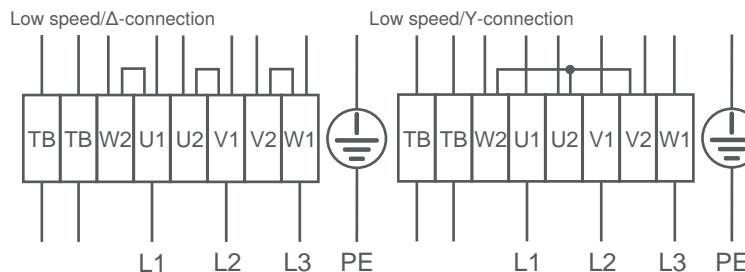 Low speed/Δ-connection
Low speed/Y-connection
TB TB W2 U1 U2 V1 V2 W1
TB TB W2 U1 U2 V1 V2 W1
L1 L2 L3 PE
L1 L2 L3 PE